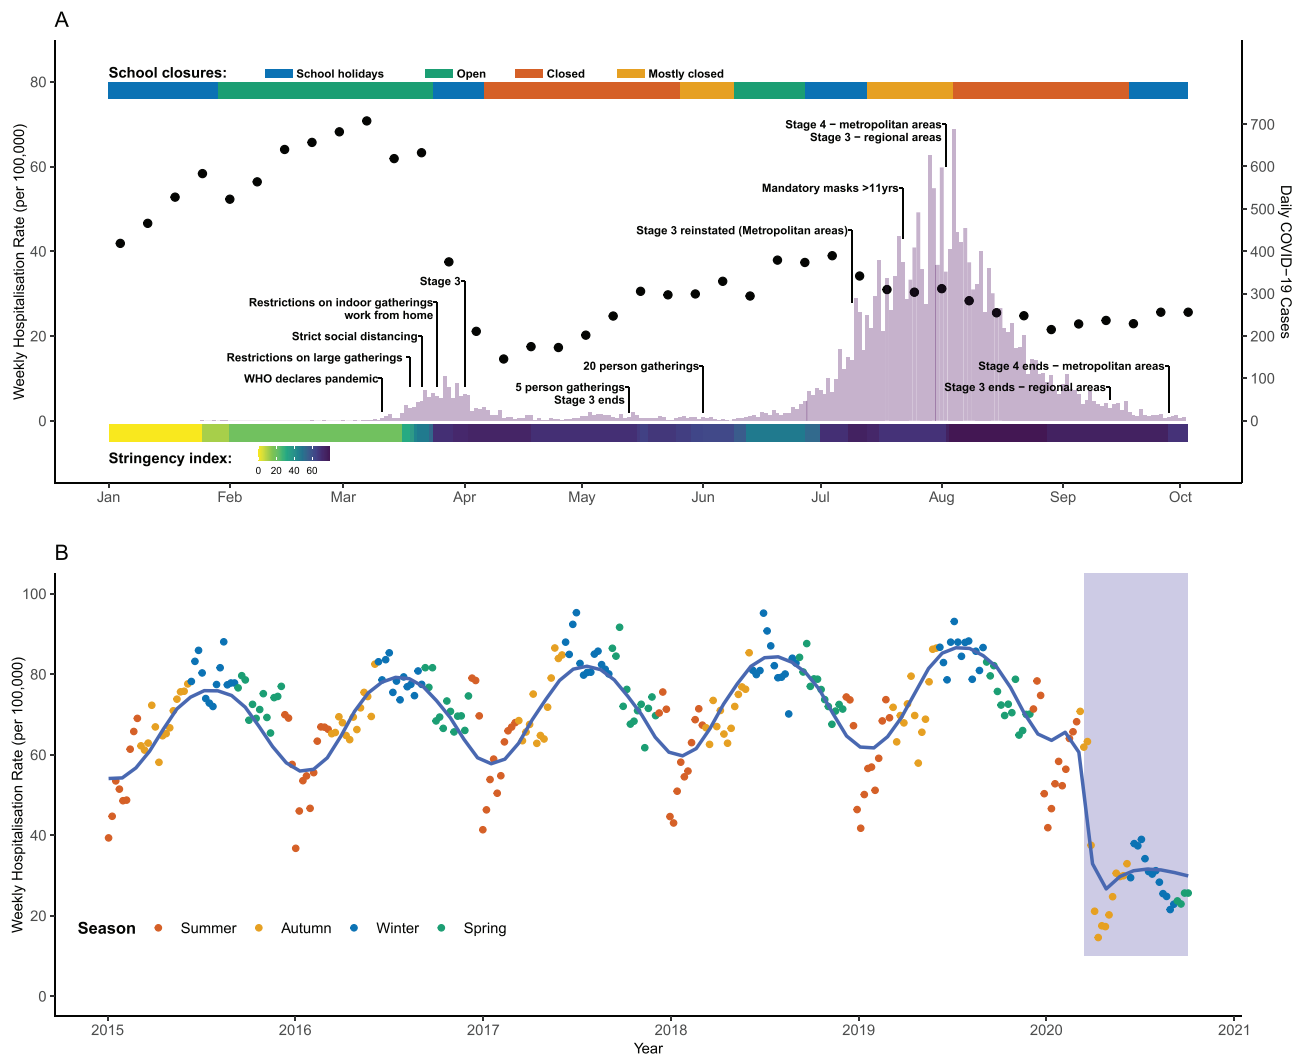 A
School closures: School holidays Open Closed Mostly closed
Weekly Hospitalisation Rate (per 100,000)
80
60
40
20
0
Daily COVID−19 Cases
700
600
500
400
300
200
100
0
Stage 4 − metropolitan areas
Stage 3 − regional areas
Mandatory masks >11yrs
Stage 3 reinstated (Metropolitan areas)
Stage 3
Restrictions on indoor gatherings
work from home
Strict social distancing
Restrictions on large gatherings
WHO declares pandemic
20 person gatherings
5 person gatherings
Stage 3 ends
Stage 4 ends − metropolitan areas
Stage 3 ends − regional areas
Stringency index:
0 20 40 60
Jan Feb Mar Apr May Jun Jul Aug Sep Oct
B
Weekly Hospitalisation Rate (per 100,000)
100
80
60
40
20
0
Season Summer Autumn Winter Spring
2015 2016 2017 2018 2019 2020 2021
Year